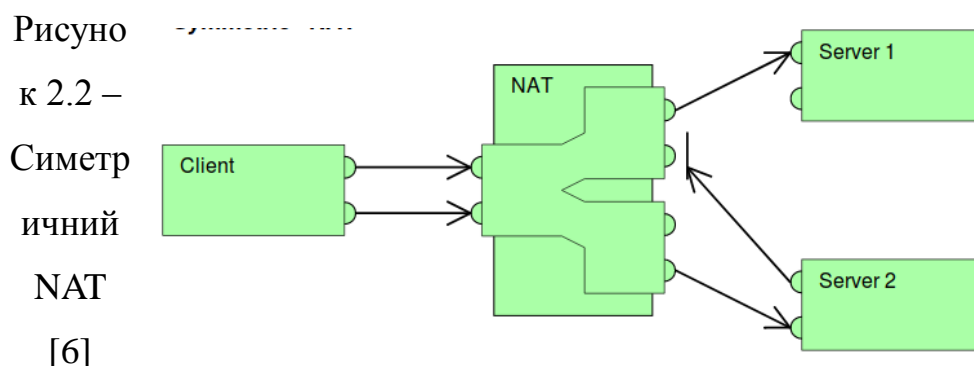 Рисуно
к 2.2 –
Симетр
ичний
NAT
[6]
NAT
Server 1
Client
Server 2